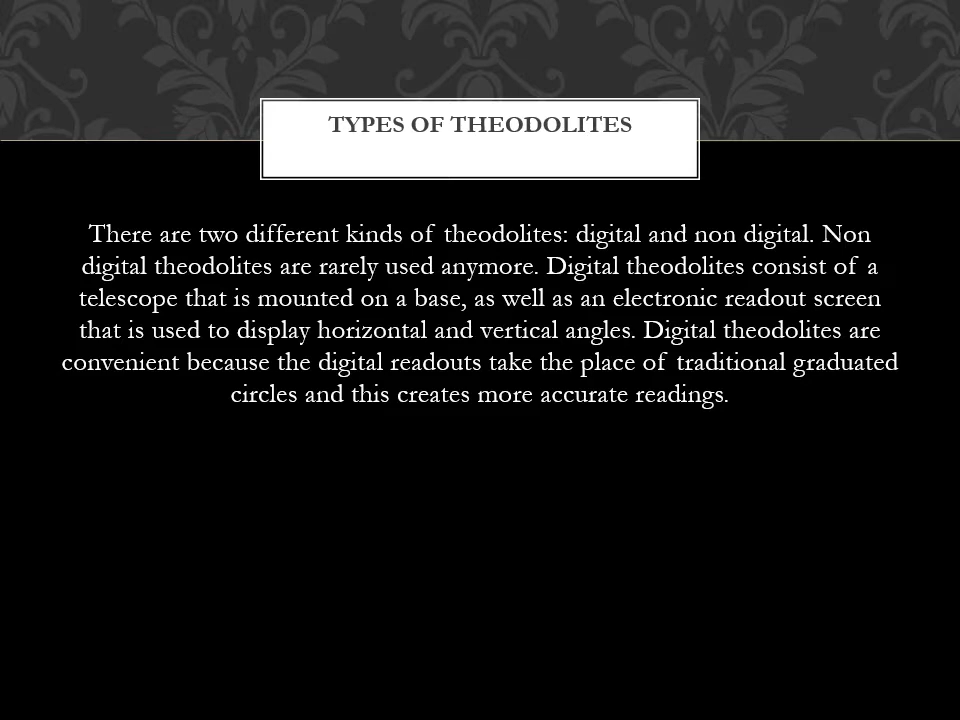 TYPES OF THEODOLITES
There are two different kinds of theodolites: digital and non digital. Non
digital theodolites are rarely used anymore. Digital theodolites consist of a
telescope that is mounted on a base, as well as an electronic readout screen
that is used to display horizontal and vertical angles. Digital theodolites are
convenient because the digital readouts take the place of traditional graduated
circles and this creates more accurate readings.